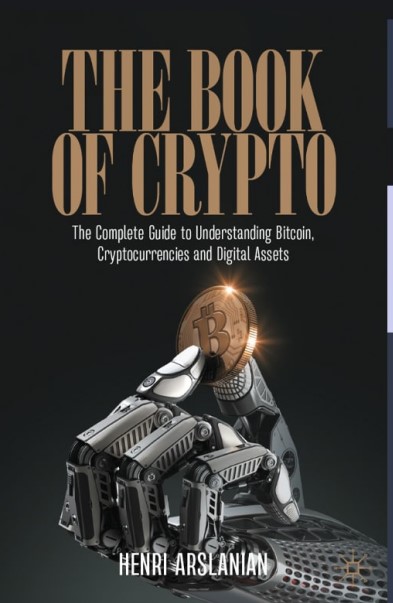 THE BOOK
OF CRYPTO
The Complete Guide to Understanding Bitcoin,
Cryptocurrencies and Digital Assets
HENRI ARSLANIAN